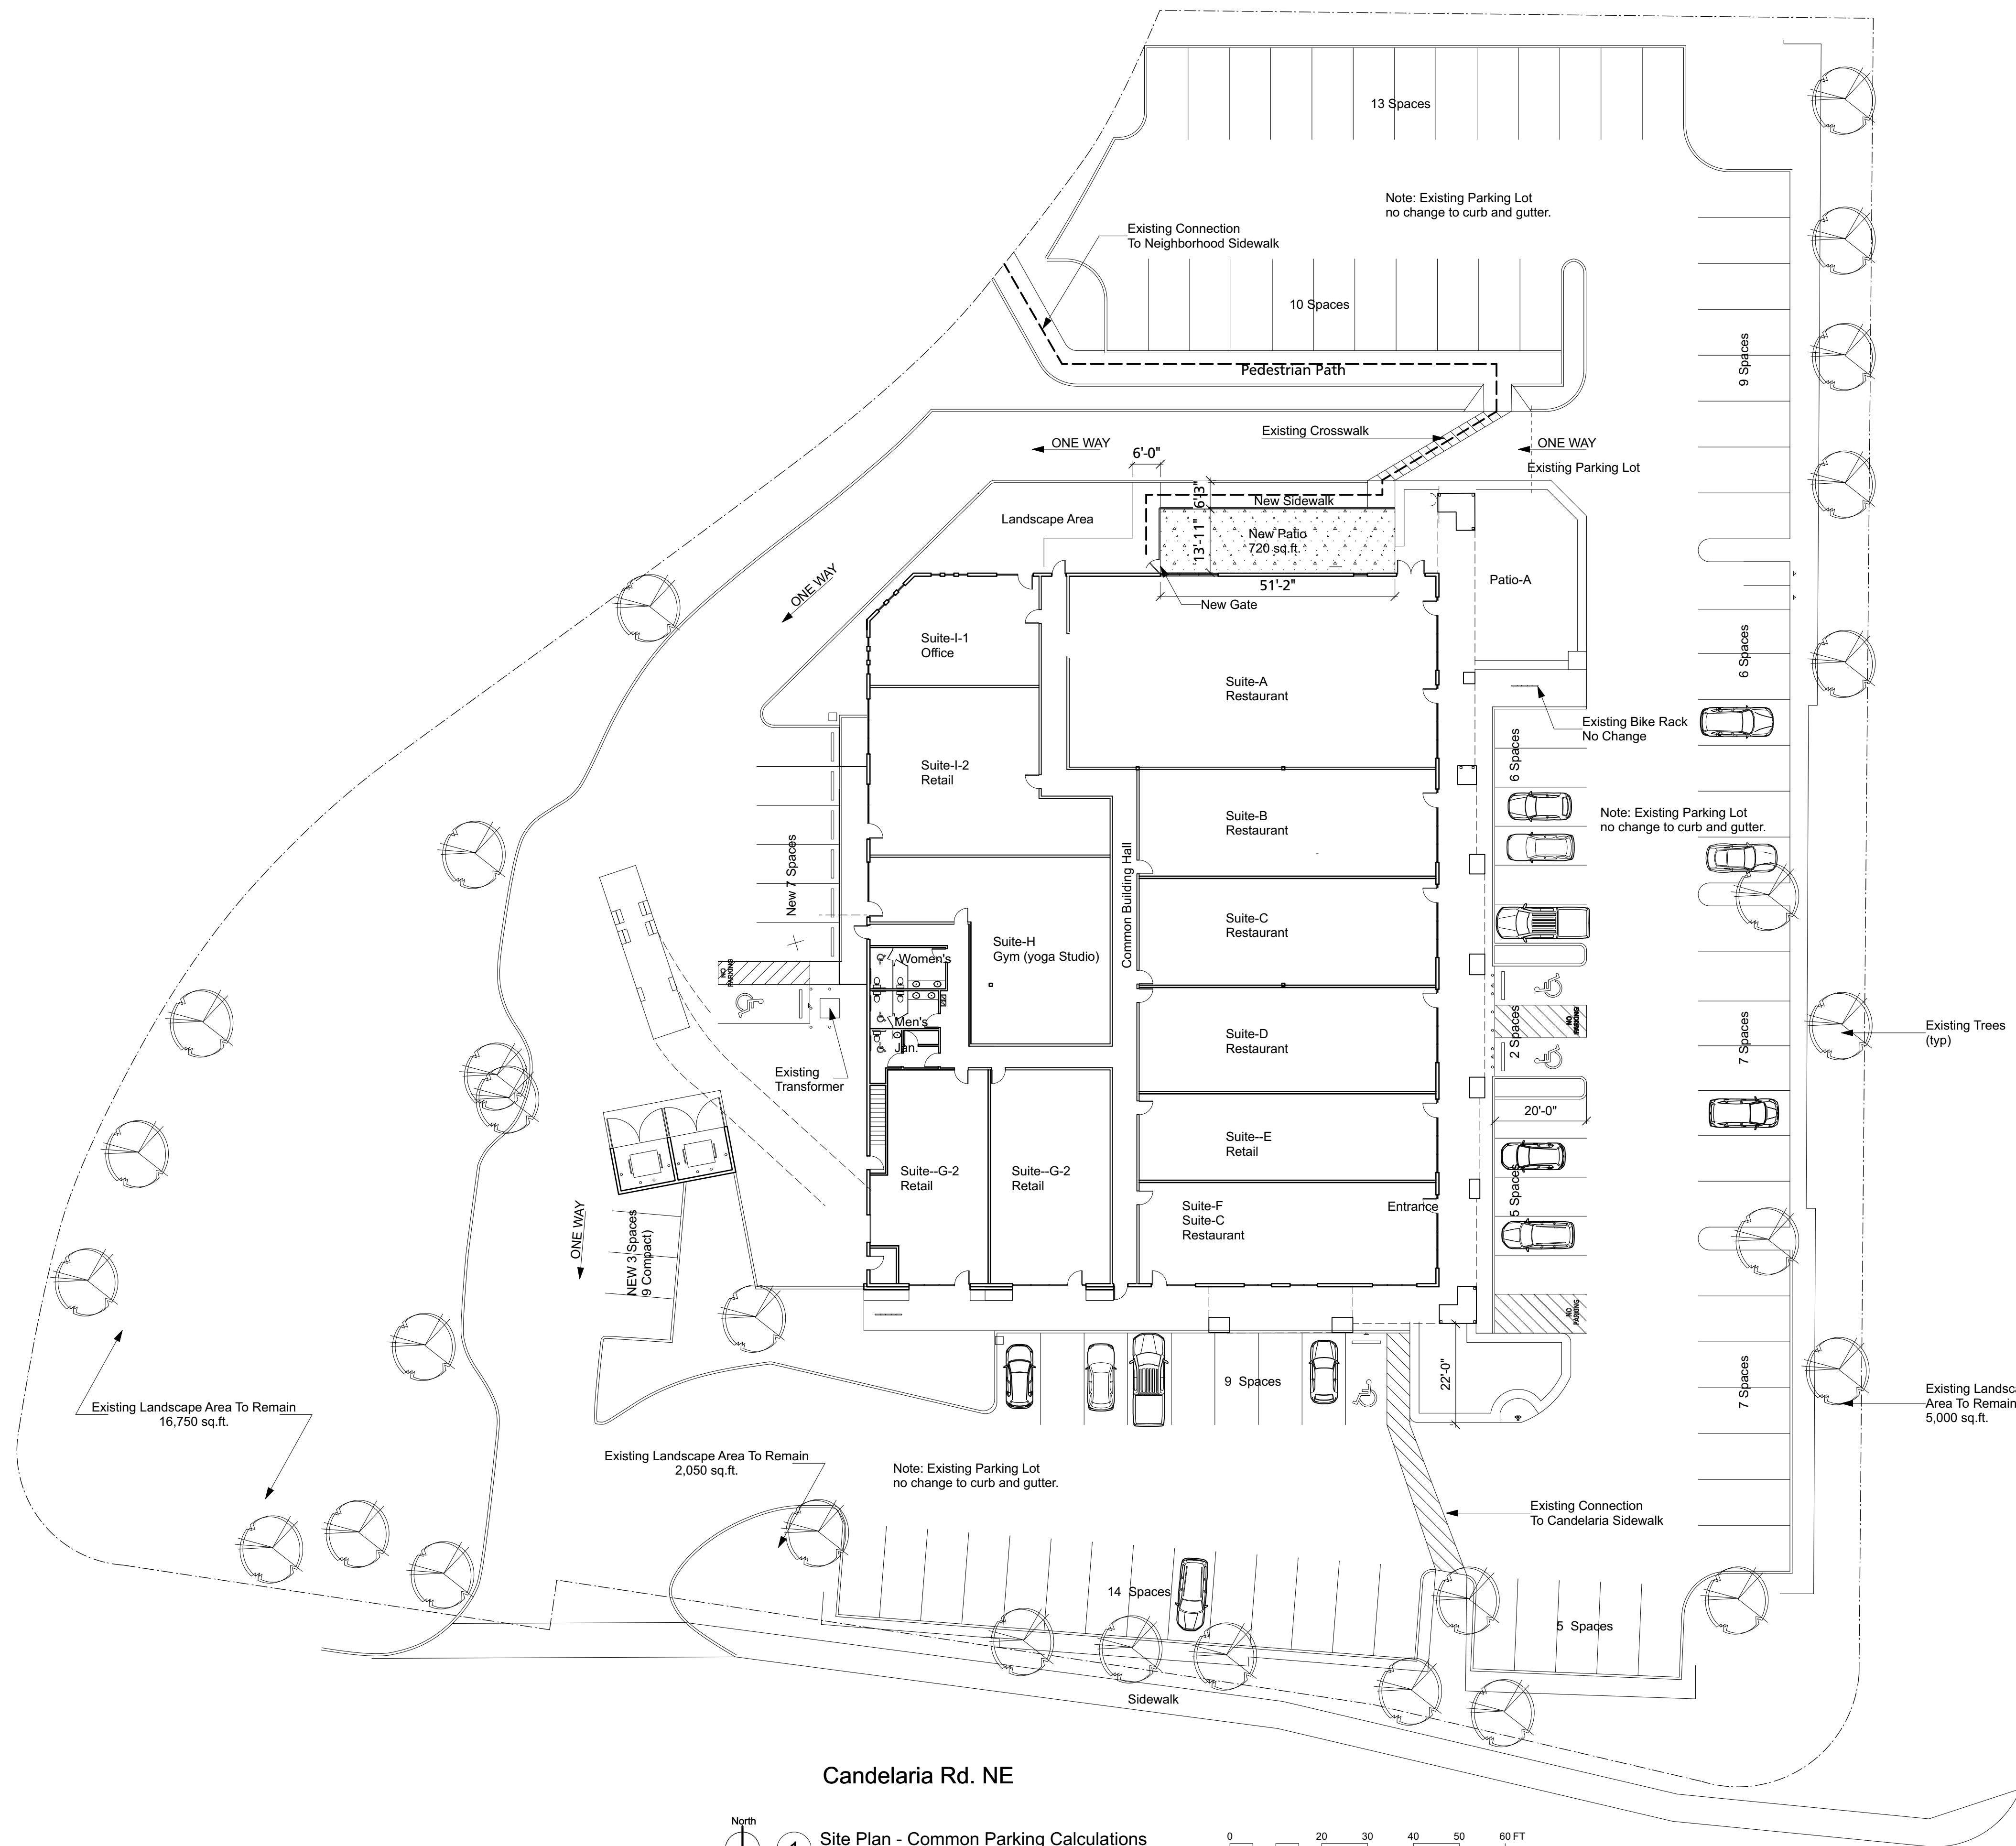 13 Spaces
Note: Existing Parking Lot
no change to curb and gutter.
Existing Connection
To Neighborhood Sidewalk
10 Spaces
9 Spaces
Pedestrian Path
Existing Crosswalk
ONE WAY
ONE WAY
6'-0"
Existing Parking Lot
6'-3"
New Sidewalk
Landscape Area
New Patio
720 sq.ft.
13'-11"
51'-2"
New Gate
Patio-A
ONE WAY
Suite-I-1
Office
6 Spaces
Suite-A
Restaurant
Existing Bike Rack
No Change
Suite-I-2
Retail
6 Spaces
Suite-B
Restaurant
Note: Existing Parking Lot
no change to curb and gutter.
New 7 Spaces
Common Building Hall
Suite-C
Restaurant
Suite-H
Gym (yoga Studio)
Women's
NO
PARKING
Men's
Jan.
Existing
Transformer
Suite-D
Restaurant
2 Spaces
NO
PARKING
7 Spaces
Existing Trees
(typ)
20'-0"
Suite--E
Retail
Suite--G-2
Retail
Suite--G-2
Retail
5 Spaces
Suite-F
Suite-C
Restaurant
Entrance
ONE WAY
NEW 3 Spaces
9 Compact)
NO
PARKING
9 Spaces
22'-0"
7 Spaces
Existing Landsc
Area To Remain
5,000 sq.ft.
Existing Landscape Area To Remain
16,750 sq.ft.
Existing Landscape Area To Remain
2,050 sq.ft.
Note: Existing Parking Lot
no change to curb and gutter.
Existing Connection
To Candelaria Sidewalk
14 Spaces
5 Spaces
Sidewalk
Candelaria Rd. NE
North
1
Site Plan - Common Parking Calculations
0 20 30 40 50 60 FT